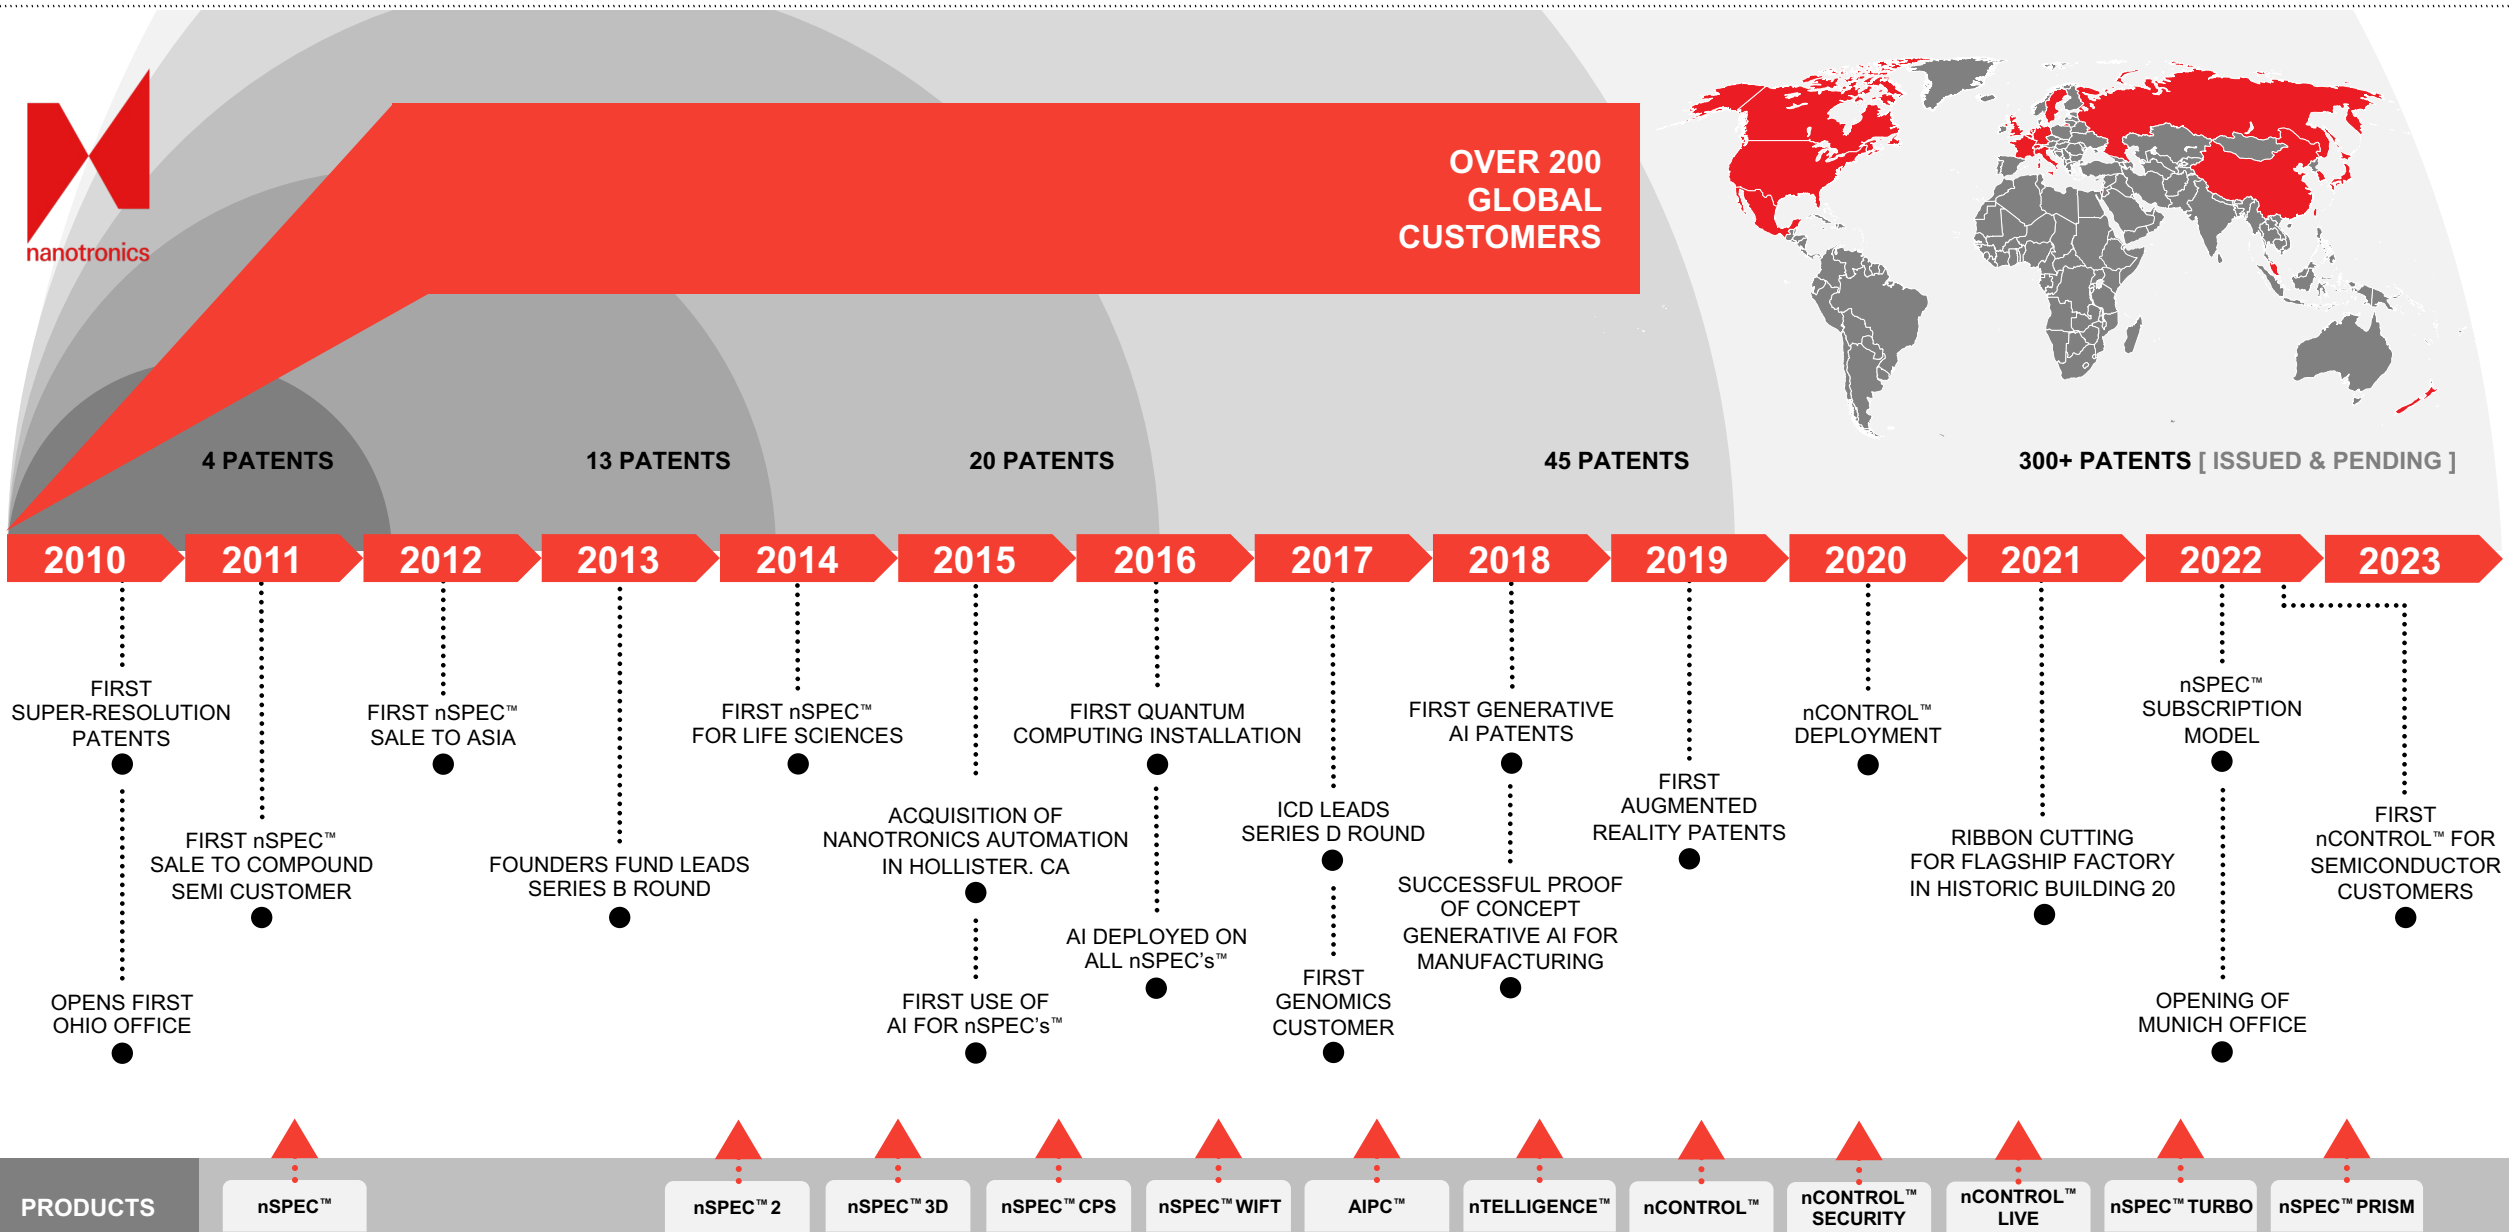 nanotronics
OVER 200
GLOBAL
CUSTOMERS
4 PATENTS
13 PATENTS
20 PATENTS
45 PATENTS
300+ PATENTS [ ISSUED & PENDING ]
2010
2011
2012
2013
2014
2015
2016
2017
2018
2019
2020
2021
2022
2023
FIRST
SUPER-RESOLUTION
PATENTS
OPENS FIRST
OHIO OFFICE
FIRST nSPEC™
SALE TO COMPOUND
SEMI CUSTOMER
FIRST nSPEC™
SALE TO ASIA
FOUNDERS FUND LEADS
SERIES B ROUND
FIRST nSPEC™
FOR LIFE SCIENCES
ACQUISITION OF
NANOTRONICS AUTOMATION
IN HOLLISTER. CA
FIRST USE OF
AI FOR nSPEC's™
FIRST QUANTUM
COMPUTING INSTALLATION
AI DEPLOYED ON
ALL nSPEC's™
ICD LEADS
SERIES D ROUND
FIRST
GENOMICS
CUSTOMER
FIRST GENERATIVE
AI PATENTS
SUCCESSFUL PROOF
OF CONCEPT
GENERATIVE AI FOR
MANUFACTURING
FIRST
AUGMENTED
REALITY PATENTS
nCONTROL™
DEPLOYMENT
RIBBON CUTTING
FOR FLAGSHIP FACTORY
IN HISTORIC BUILDING 20
nSPEC™
SUBSCRIPTION
MODEL
OPENING OF
MUNICH OFFICE
FIRST
nCONTROL™ FOR
SEMICONDUCTOR
CUSTOMERS
PRODUCTS
nSPEC™
nSPEC™ 2
nSPEC™ 3D
nSPEC™ CPS
nSPEC™ WIFT
AIPC™
nTELLIGENCE™
nCONTROL™
nCONTROL™
SECURITY
nCONTROL™
LIVE
nSPEC™ TURBO
nSPEC™ PRISM